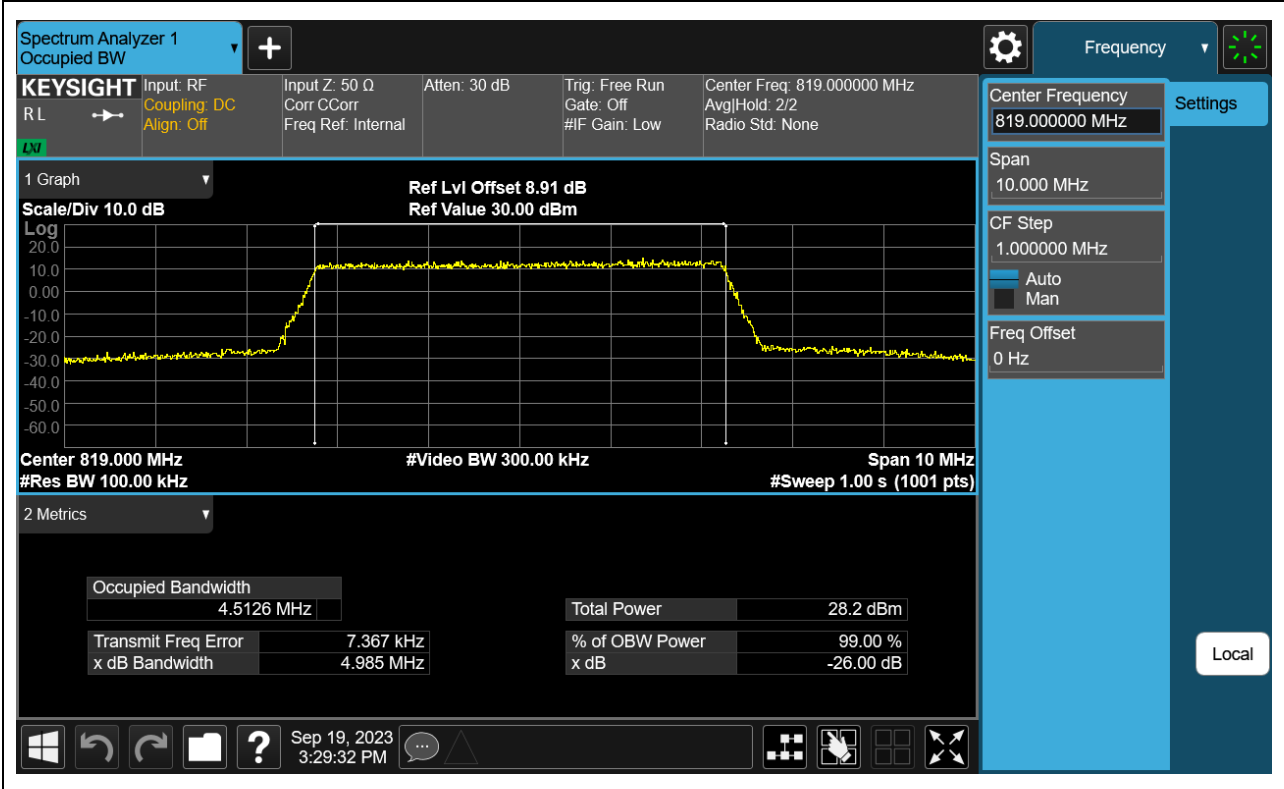 Spectrum Analyzer 1
Occupied BW
+
Frequency
KEYSIGHT
R L
LXI
Input: RF
Coupling: DC
Align: Off
Input Z: 50 Ω
Corr CCorr
Freq Ref: Internal
Atten: 30 dB
Trig: Free Run
Gate: Off
#IF Gain: Low
Center Freq: 819.000000 MHz
Avg|Hold: 2/2
Radio Std: None
Center Frequency
819.000000 MHz
Settings
Span
10.000 MHz
CF Step
1.000000 MHz
Auto
Man
Freq Offset
0 Hz
1 Graph
Scale/Div 10.0 dB
Ref Lvl Offset 8.91 dB
Ref Value 30.00 dBm
Log
20.0
10.0
0.00
-10.0
-20.0
-30.0
-40.0
-50.0
-60.0
Center 819.000 MHz
#Video BW 300.00 kHz
Span 10 MHz
#Res BW 100.00 kHz
#Sweep 1.00 s (1001 pts)
2 Metrics
Occupied Bandwidth
4.5126 MHz
Total Power 28.2 dBm
Transmit Freq Error 7.367 kHz
% of OBW Power 99.00 %
x dB Bandwidth 4.985 MHz
x dB -26.00 dB
Local
?
Sep 19, 2023
3:29:32 PM